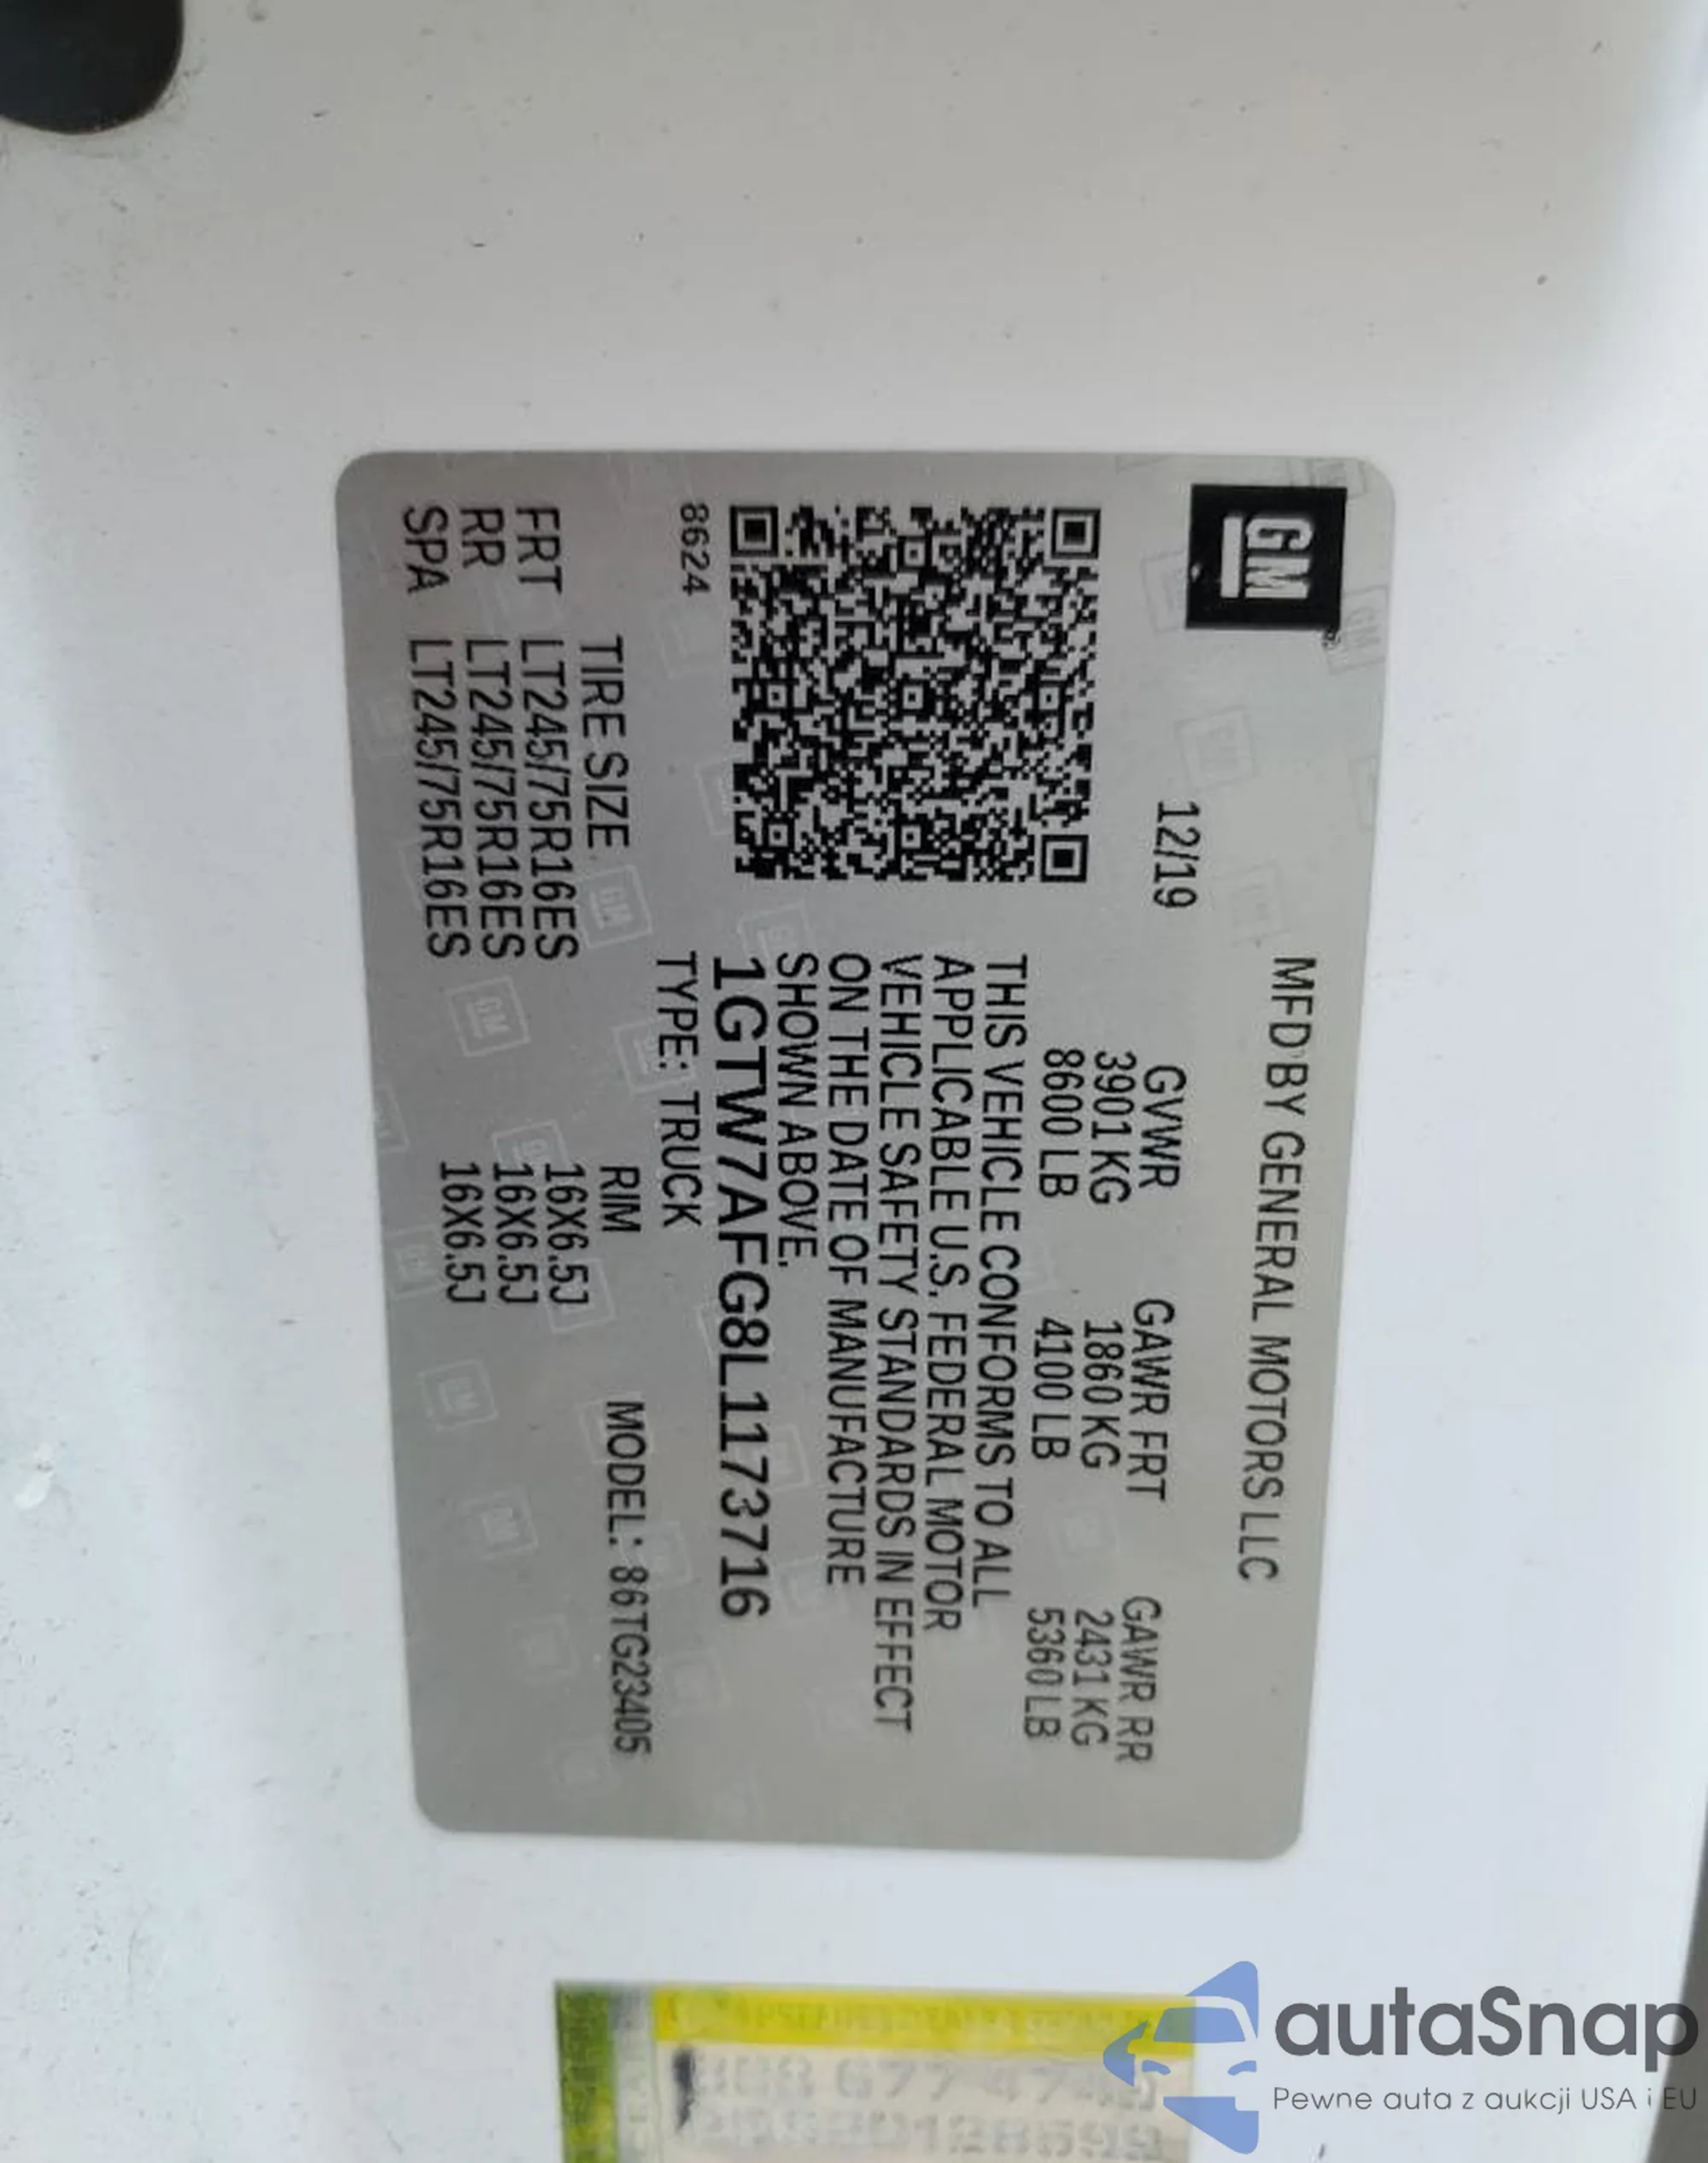 GM
MFD BY GENERAL MOTORS LLC
12/19
GVWR GAWR FRT GAWR RR
3901 KG 1860 KG 2431 KG
8600 LB 4100 LB 5360 LB
THIS VEHICLE CONFORMS TO ALL
APPLICABLE U.S. FEDERAL MOTOR
VEHICLE SAFETY STANDARDS IN EFFECT
ON THE DATE OF MANUFACTURE
SHOWN ABOVE.
1GTW7AFG8L1173716
8624
TYPE: TRUCK
TIRE SIZE RIM MODEL: 86TG23405
FRT LT245/75R16ES 16X6.5J
RR LT245/75R16ES 16X6.5J
SPA LT245/75R16ES 16X6.5J
autaSnap
Pewne auta z aukcji USA i EU